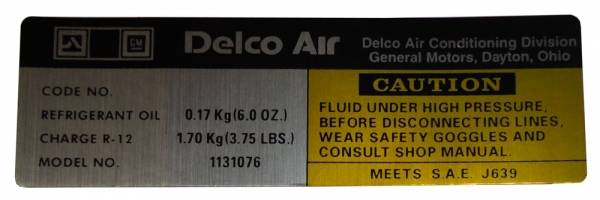 GM
Delco Air
Delco Air Conditioning Division
General Motors, Dayton, Ohio
CODE NO.
REFRIGERANT OIL 0.17 Kg(6.0 OZ.)
CHARGE R-12 1.70 Kg(3.75 LBS.)
MODEL NO. 1131076
CAUTION
FLUID UNDER HIGH PRESSURE,
BEFORE DISCONNECTING LINES,
WEAR SAFETY GOGGLES AND
CONSULT SHOP MANUAL.
MEETS S.A.E. J639